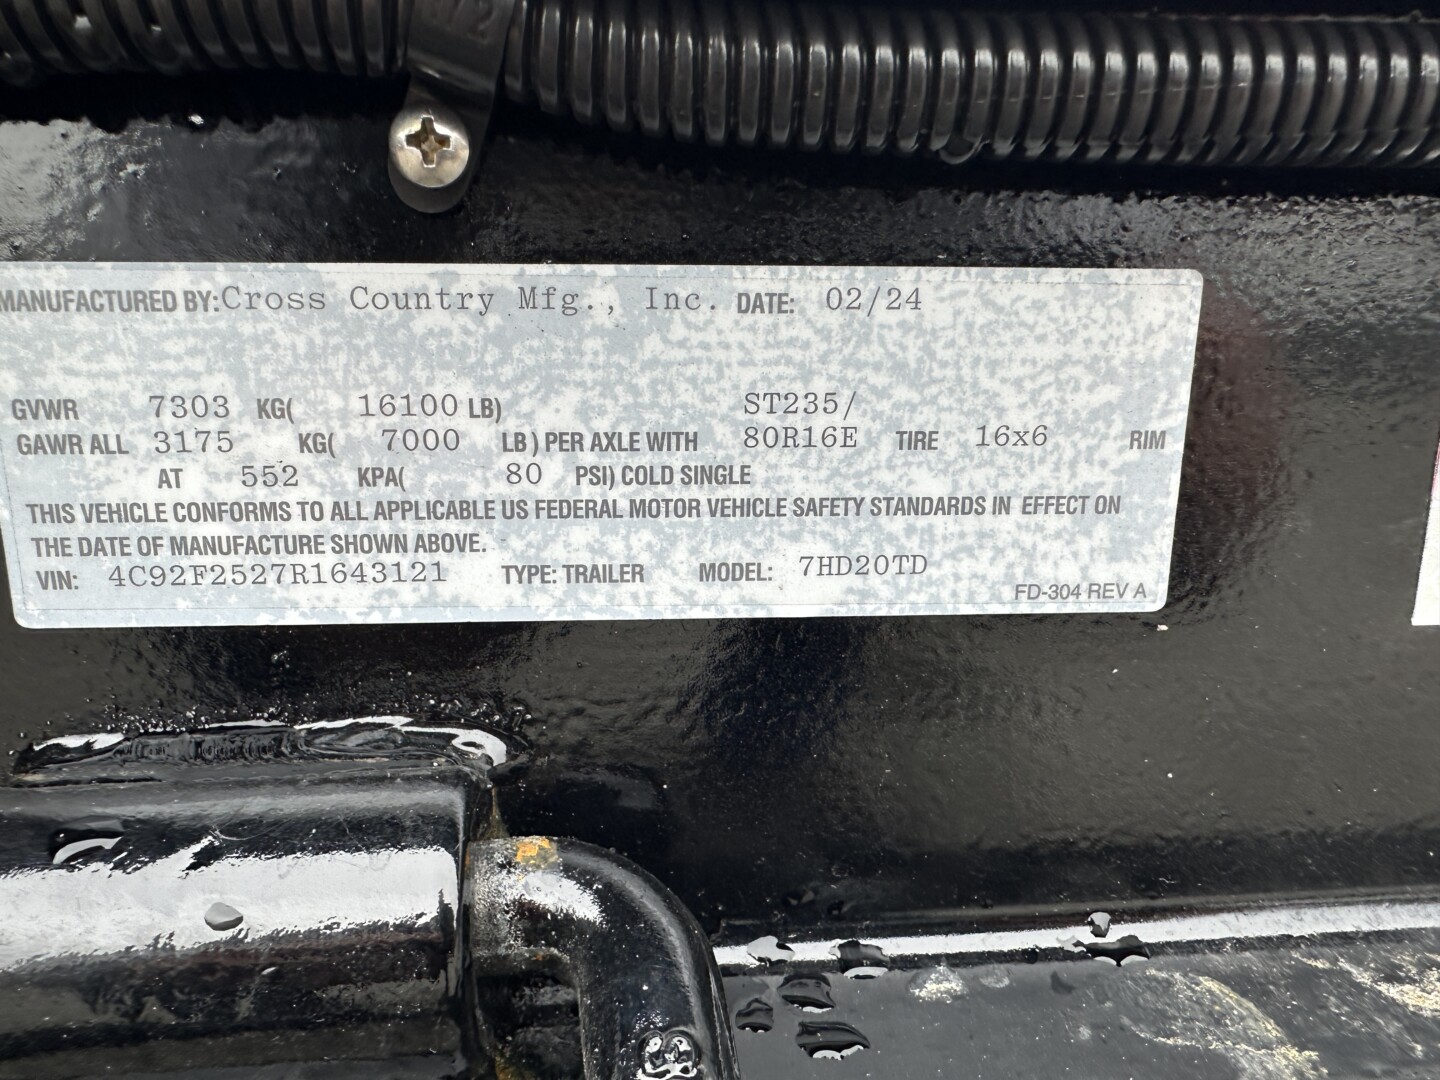 MANUFACTURED BY: Cross Country Mfg., Inc. DATE: 02/24
GVWR 7303 KG( 16100 LB) ST235/
GAWR ALL 3175 KG( 7000 LB) PER AXLE WITH 80R16E TIRE 16x6 RIM
AT 552 KPA( 80 PSI) COLD SINGLE
THIS VEHICLE CONFORMS TO ALL APPLICABLE US FEDERAL MOTOR VEHICLE SAFETY STANDARDS IN EFFECT ON
THE DATE OF MANUFACTURE SHOWN ABOVE.
VIN: 4C92F2527R1643121 TYPE: TRAILER MODEL: 7HD20TD
FD-304 REV A